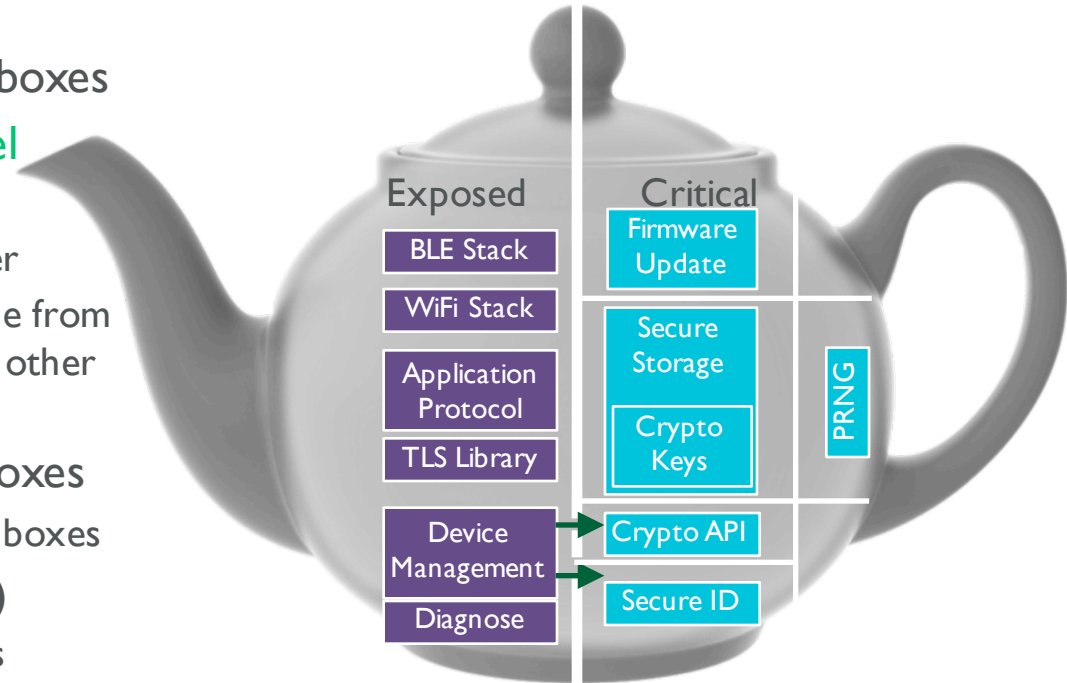 boxes
el
er
e from
other
oxes
boxes
)
s
Exposed
BLE Stack
WiFi Stack
Application
Protocol
TLS Library
Device
Management
Diagnose
Critical
Firmware
Update
Secure
Storage
Crypto
Keys
PRNG
Crypto API
Secure ID